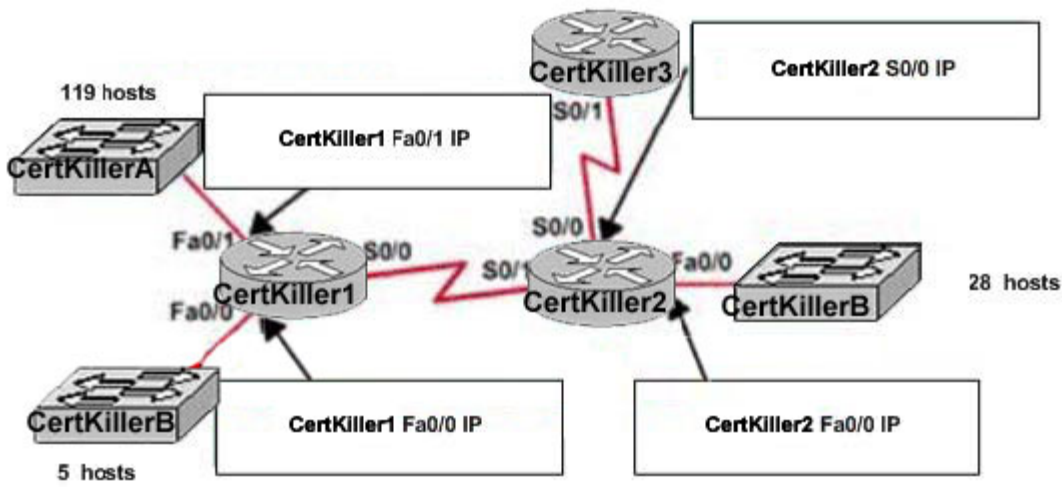 CertKiller3
CertKiller2 S0/0 IP
119 hosts
S0/1
CertKiller1 Fa0/1 IP
CertKillerA
Fa0/1
S0/0
S0/0
S0/1
Fa0/0
CertKiller1
CertKiller2
CertKillerB
28 hosts
Fa0/0
CertKillerB
CertKiller1 Fa0/0 IP
CertKiller2 Fa0/0 IP
5 hosts